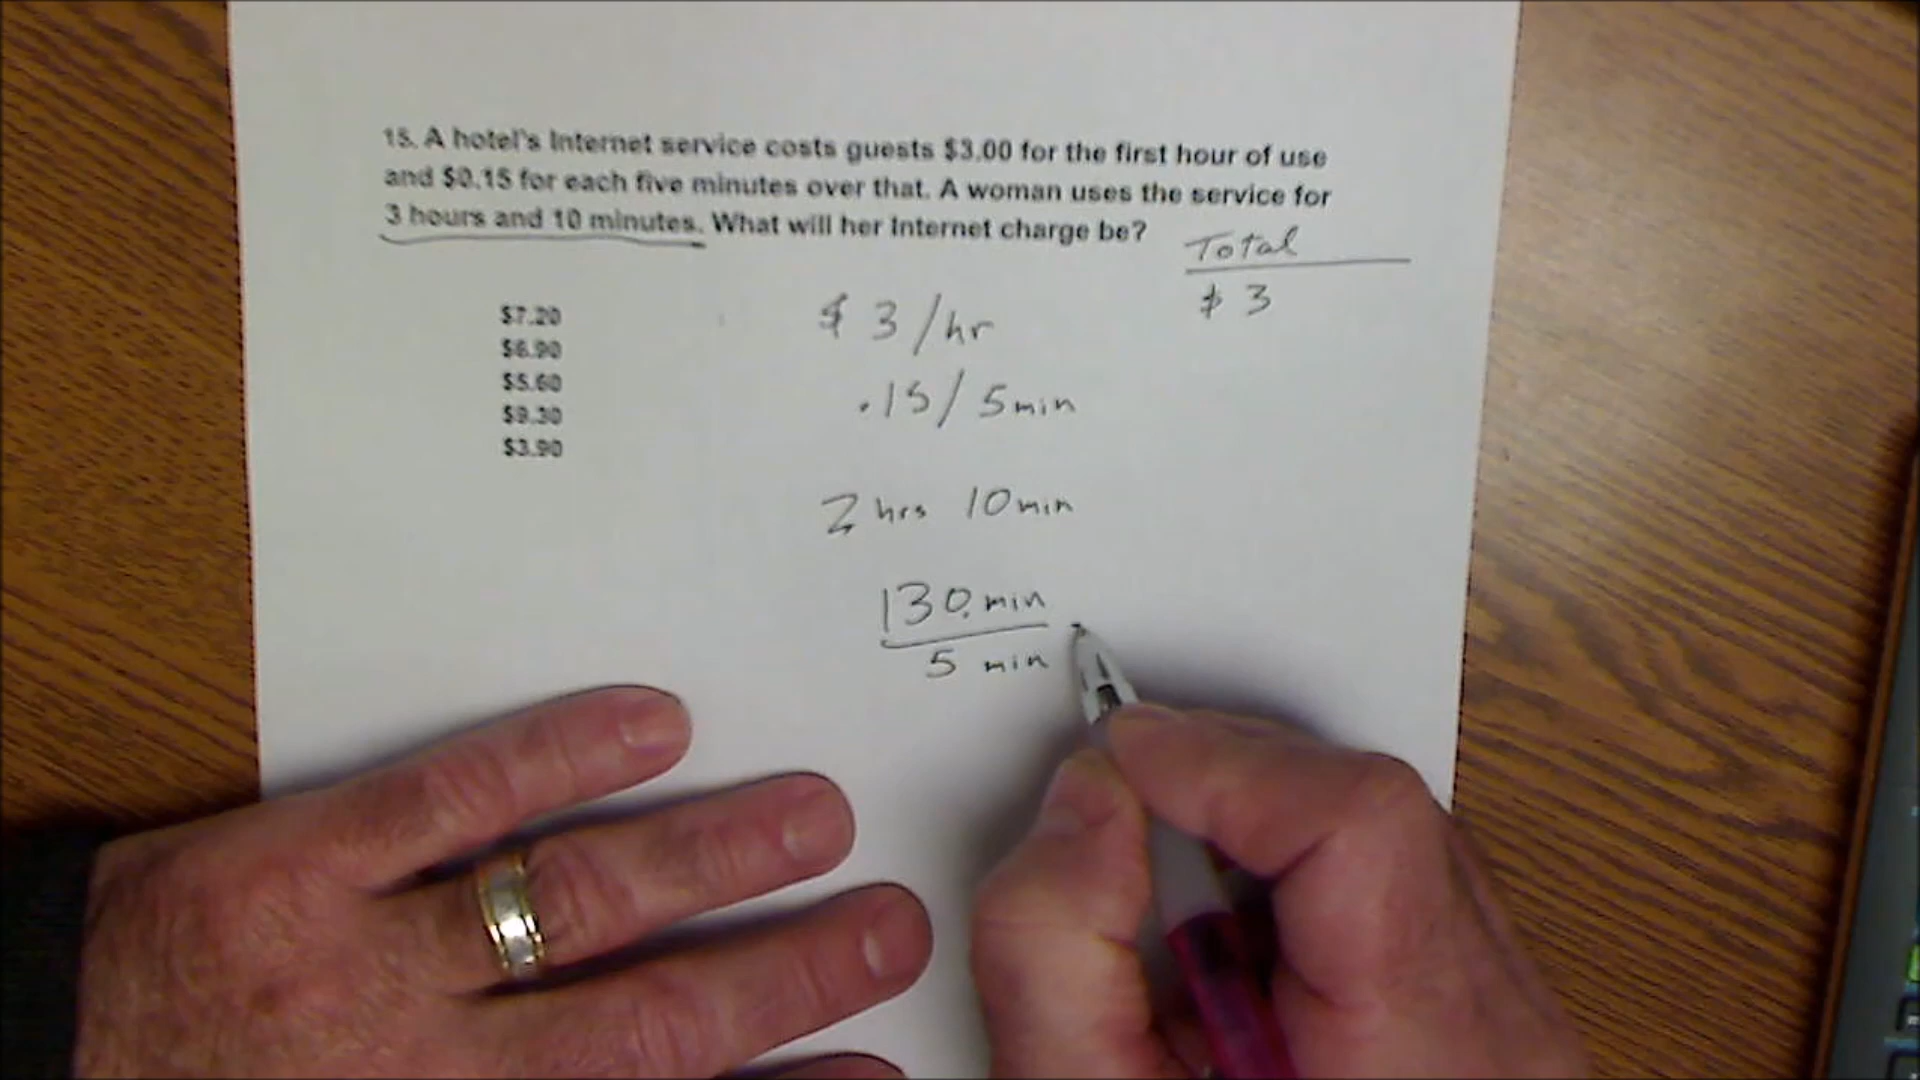 15. A hotel's Internet service costs guests $3.00 for the first hour of use
and $0.15 for each five minutes over that. A woman uses the service for
3 hours and 10 minutes. What will her Internet charge be?
Total
$ 3
$7.20
$6.90
$5.60
$9.30
$3.90
$ 3/hr
.15/5min
2 hrs 10min
130 min
5 min